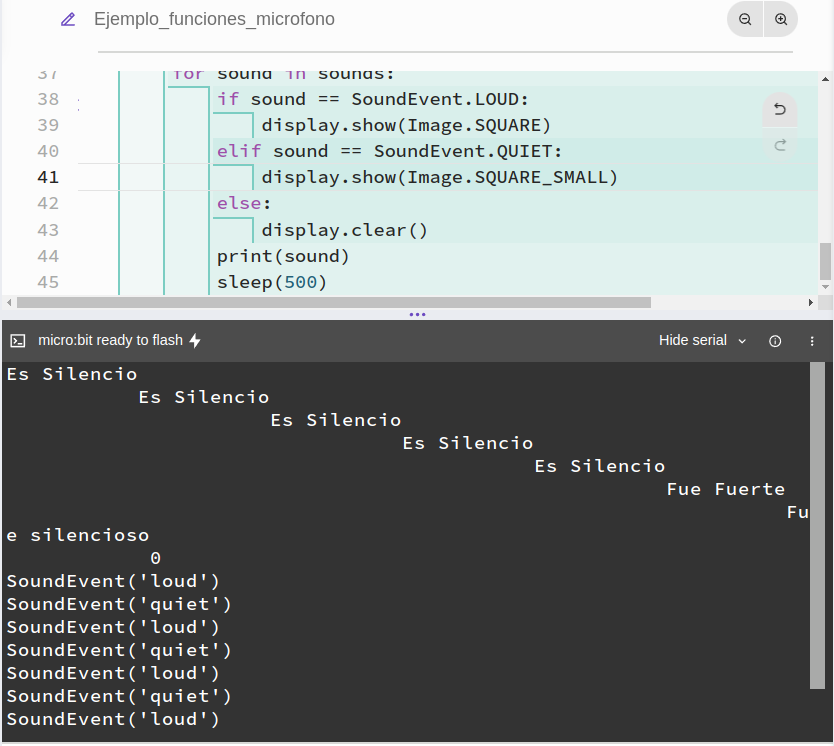 Ejemplo_funciones_microfono
37 for sound in sounds:
38 if sound == SoundEvent.LOUD:
39 display.show(Image.SQUARE)
40 elif sound == SoundEvent.QUIET:
41 display.show(Image.SQUARE_SMALL)
42 else:
43 display.clear()
44 print(sound)
45 sleep(500)
micro:bit ready to flash Hide serial
Es Silencio
Es Silencio
Es Silencio
Es Silencio
Es Silencio
Fue Fuerte
Fu
e silencioso
0
SoundEvent('loud')
SoundEvent('quiet')
SoundEvent('loud')
SoundEvent('quiet')
SoundEvent('loud')
SoundEvent('quiet')
SoundEvent('loud')